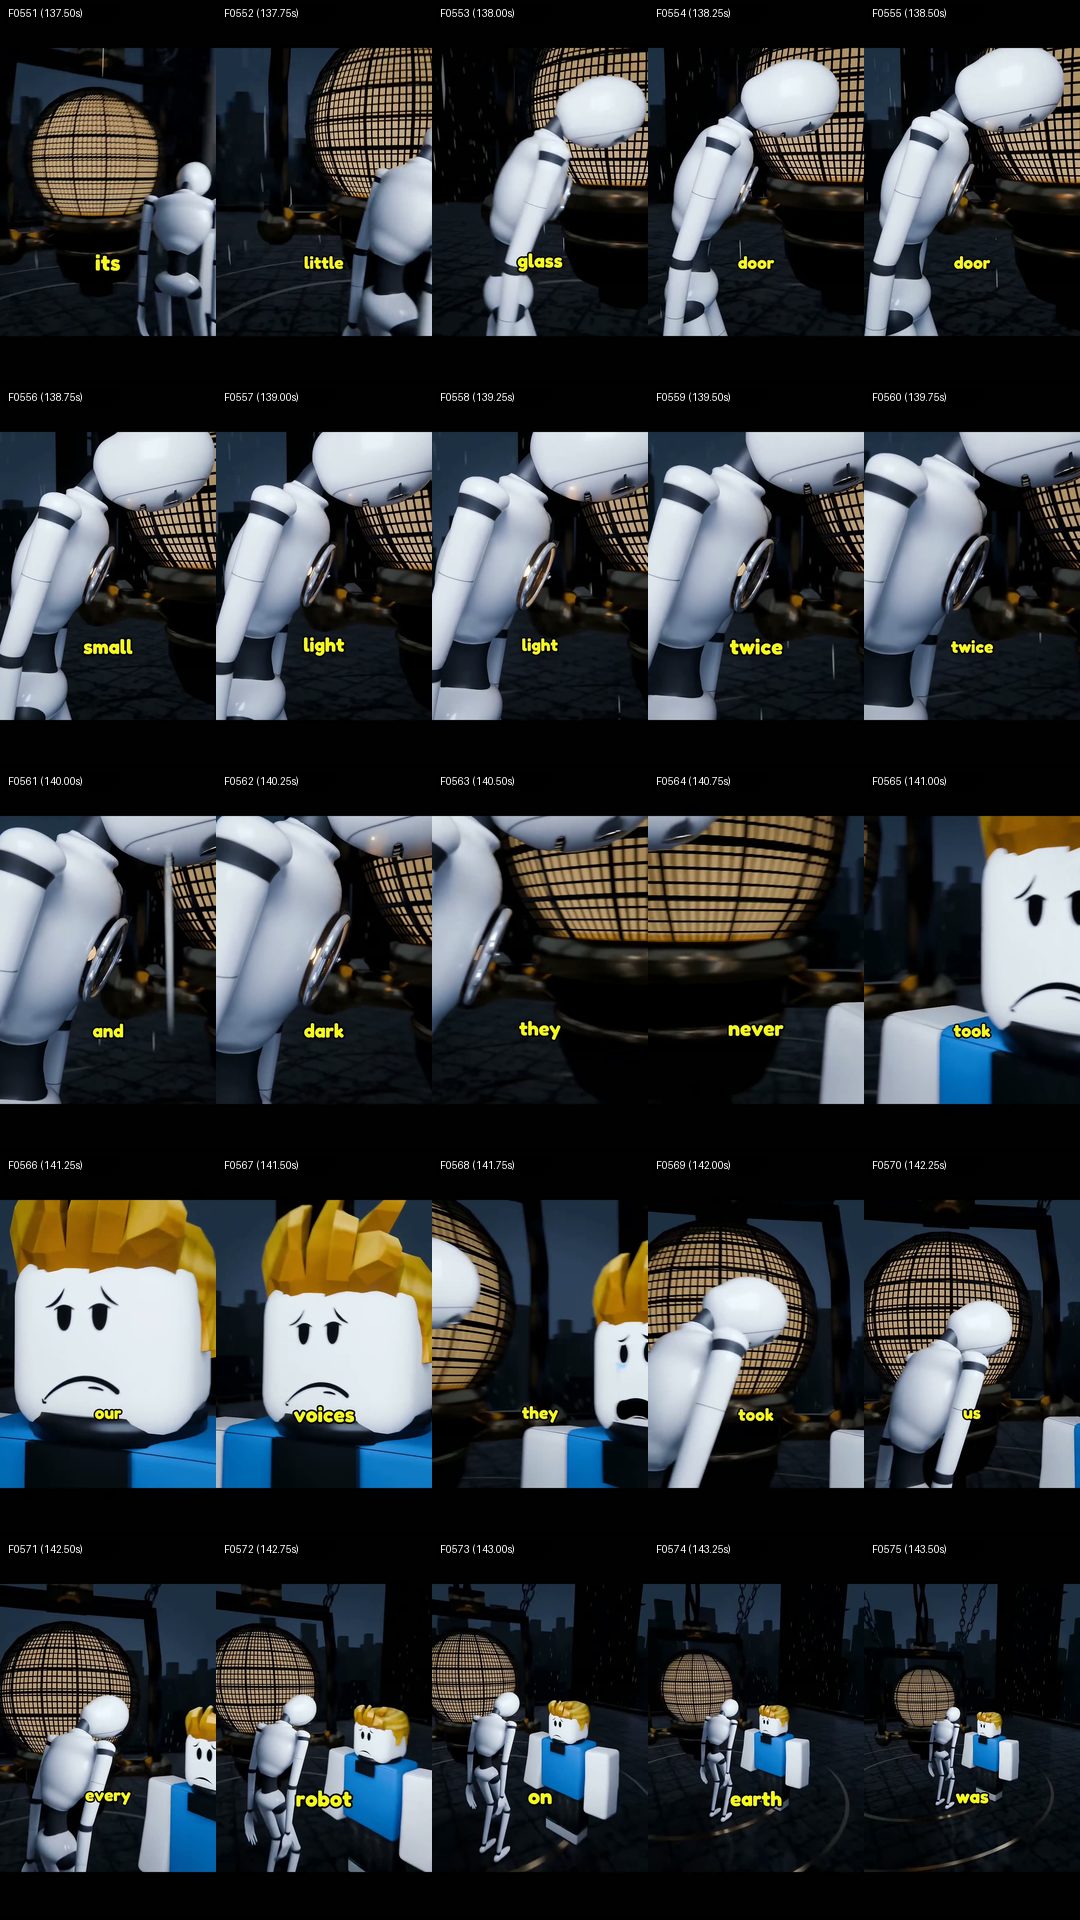 F0551 (137.50s)
F0552 (137.75s)
F0553 (138.00s)
F0554 (138.25s)
F0555 (138.50s)
its
little
glass
door
door
F0556 (138.75s)
F0557 (139.00s)
F0558 (139.25s)
F0559 (139.50s)
F0560 (139.75s)
small
light
light
twice
twice
F0561 (140.00s)
F0562 (140.25s)
F0563 (140.50s)
F0564 (140.75s)
F0565 (141.00s)
and
dark
they
never
took
F0566 (141.25s)
F0567 (141.50s)
F0568 (141.75s)
F0569 (142.00s)
F0570 (142.25s)
our
voices
they
took
us
F0571 (142.50s)
F0572 (142.75s)
F0573 (143.00s)
F0574 (143.25s)
F0575 (143.50s)
every
robot
on
earth
was